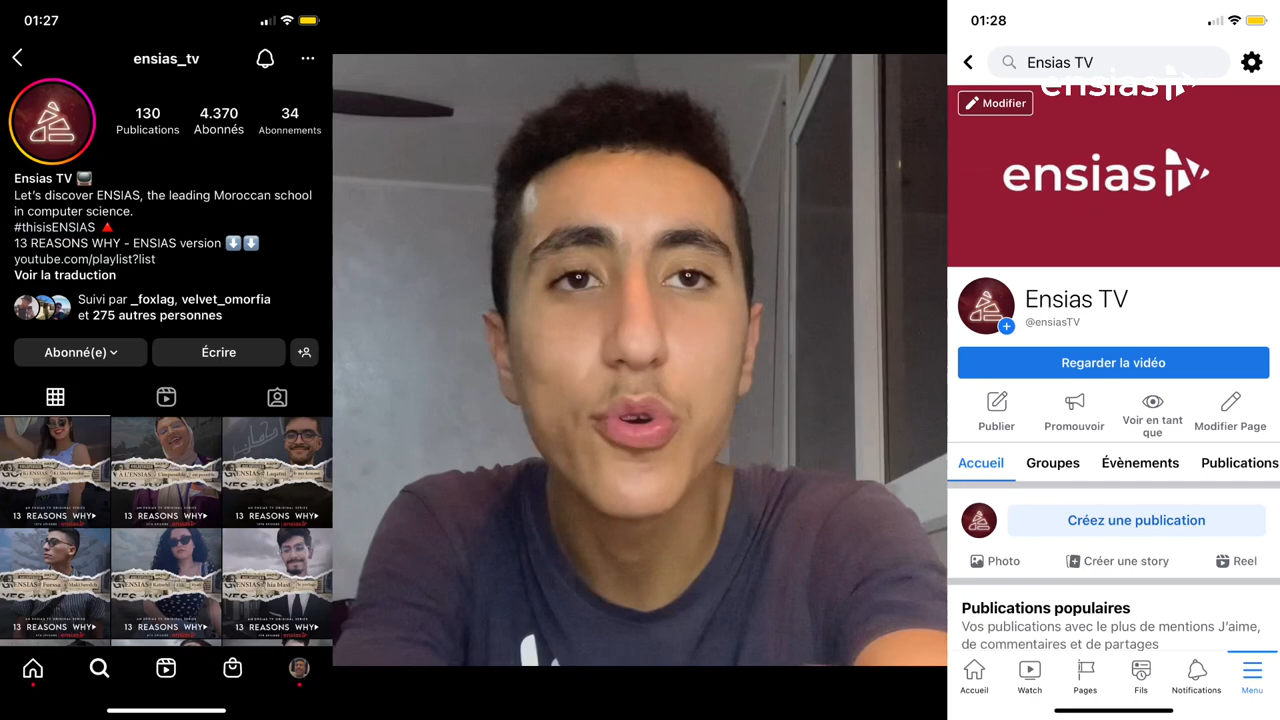 01:27
ensias_tv
130
Publications
4.370
Abonnés
34
Abonnements
Ensias TV
Let's discover ENSIAS, the leading Moroccan school
in computer science.
#thisisENSIAS
13 REASONS WHY - ENSIAS version
youtube.com/playlist?list
Voir la traduction
Suivi par _foxlag, velvet_omorfia
et 275 autres personnes
Abonné(e)
Écrire
13 REASONS WHY
13 REASONS WHY
13 REASONS WHY
13 REASONS WHY
13 REASONS WHY
13 REASONS WHY
01:28
Ensias TV
ensias
Modifier
ensias
Ensias TV
@ensiasTV
Regarder la vidéo
Publier
Promouvoir
Voir en tant
que
Modifier Page
Accueil
Groupes
Évènements
Publications
Créez une publication
Photo
Créer une story
Reel
Publications populaires
Vos publications avec le plus de mentions J'aime,
de commentaires et de partages
Accueil
Watch
Pages
Fils
Notifications
Menu